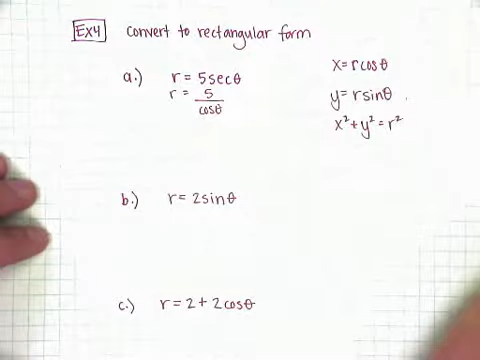 Ex4 Convert to rectangular form
a.) r = 5secθ
r = 5/cosθ
x = rcosθ
y = rsinθ
x² + y² = r²
b.) r = 2sinθ
c.) r = 2 + 2cosθ